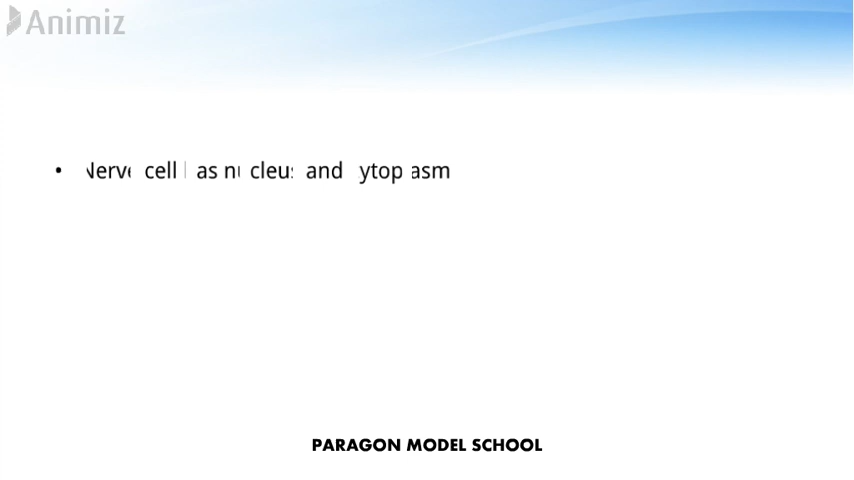 Animiz
• Nerve cell has nucleus and cytoplasm
PARAGON MODEL SCHOOL